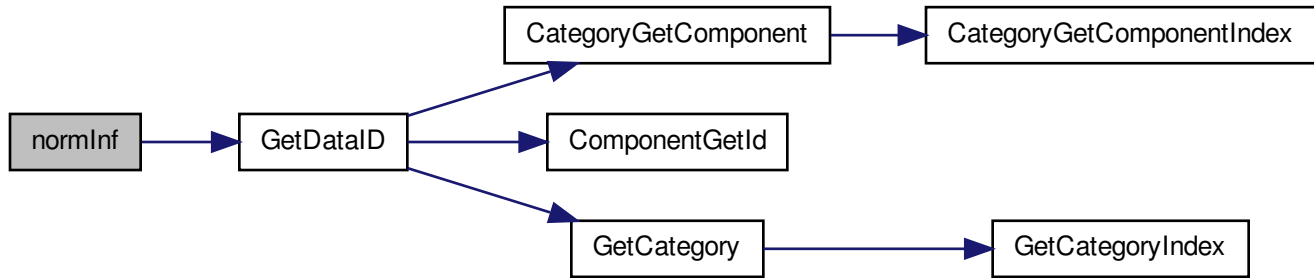 CategoryGetComponent
CategoryGetComponentIndex
normInf
GetDataID
ComponentGetId
GetCategory
GetCategoryIndex